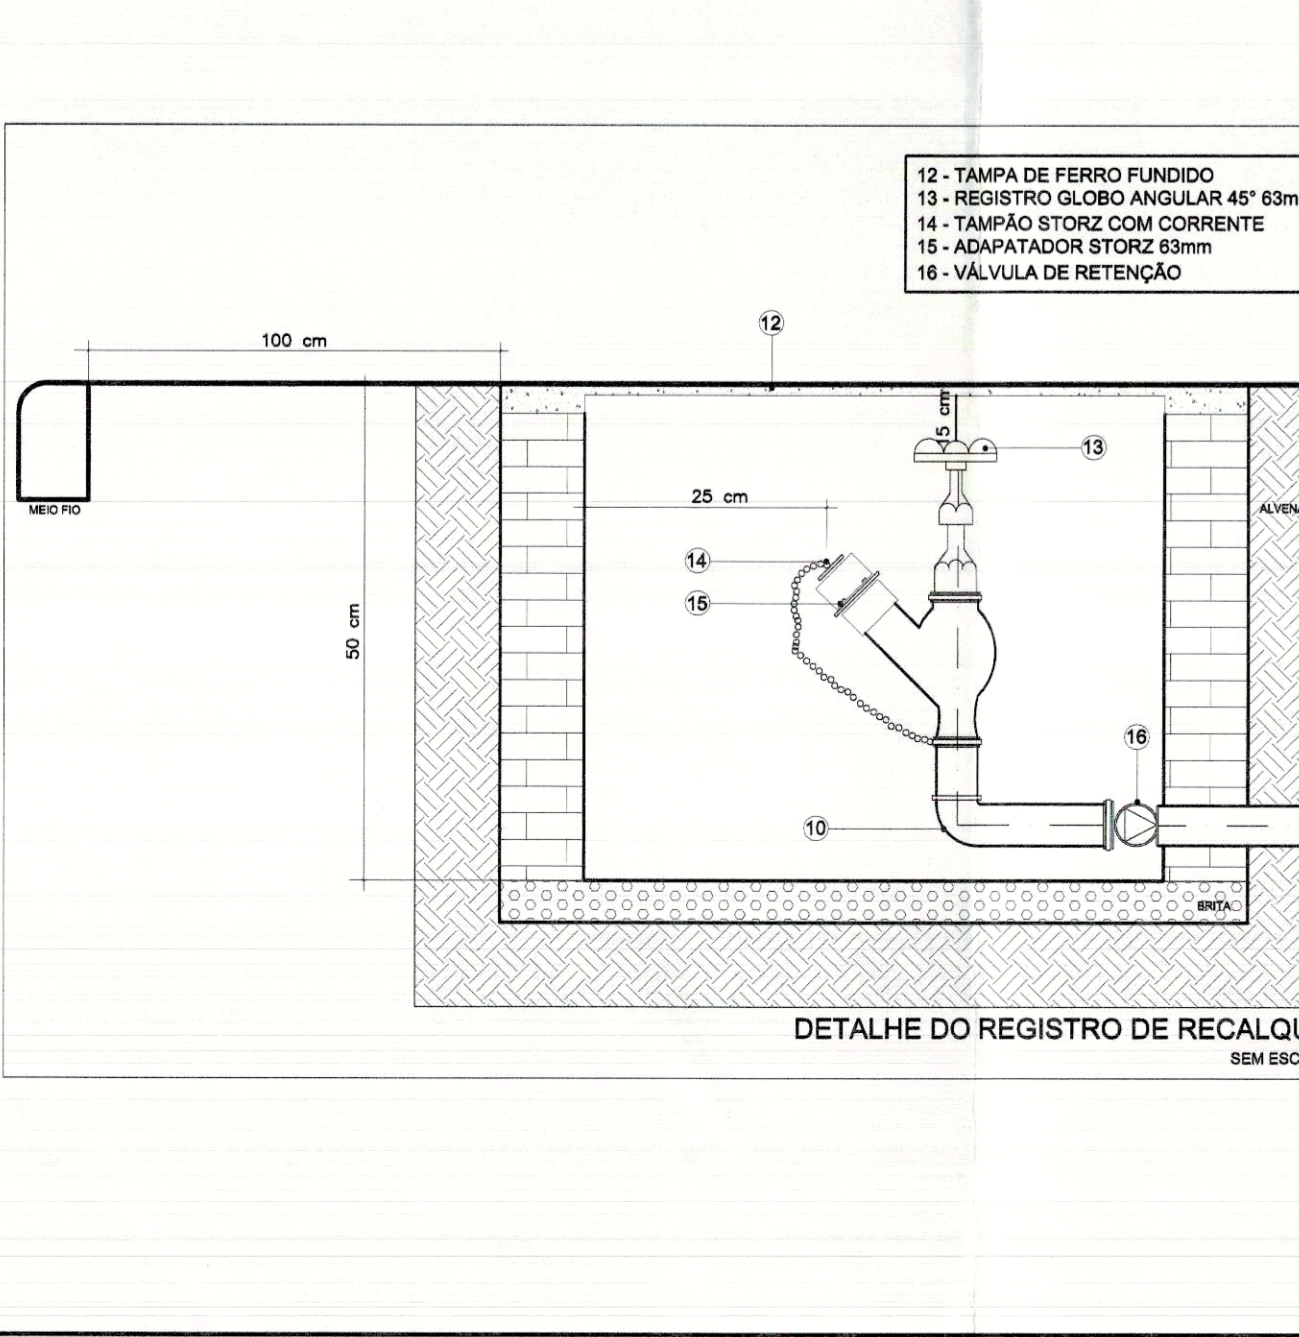 12 - TAMPA DE FERRO FUNDIDO
13 - REGISTRO GLOBO ANGULAR 45° 63m
14 - TAMPÃO STORZ COM CORRENTE
15 - ADAPATADOR STORZ 63mm
16 - VÁLVULA DE RETENÇÃO
12
100 cm
15 cm
13
25 cm
MEIO FIO
ALVENA
14
15
50 cm
16
10
BRITA
DETALHE DO REGISTRO DE RECALQU
SEM ESC